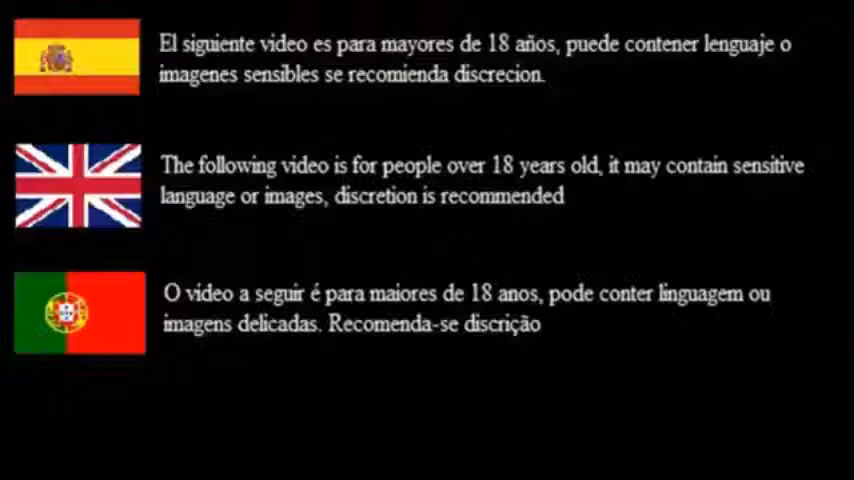 El siguiente video es para mayores de 18 años, puede contener lenguaje o
imagenes sensibles se recomienda discrecion.
The following video is for people over 18 years old, it may contain sensitive
language or images, discretion is recommended
O video a seguir é para maiores de 18 anos, pode conter linguagem ou
imagens delicadas. Recomenda-se discrição